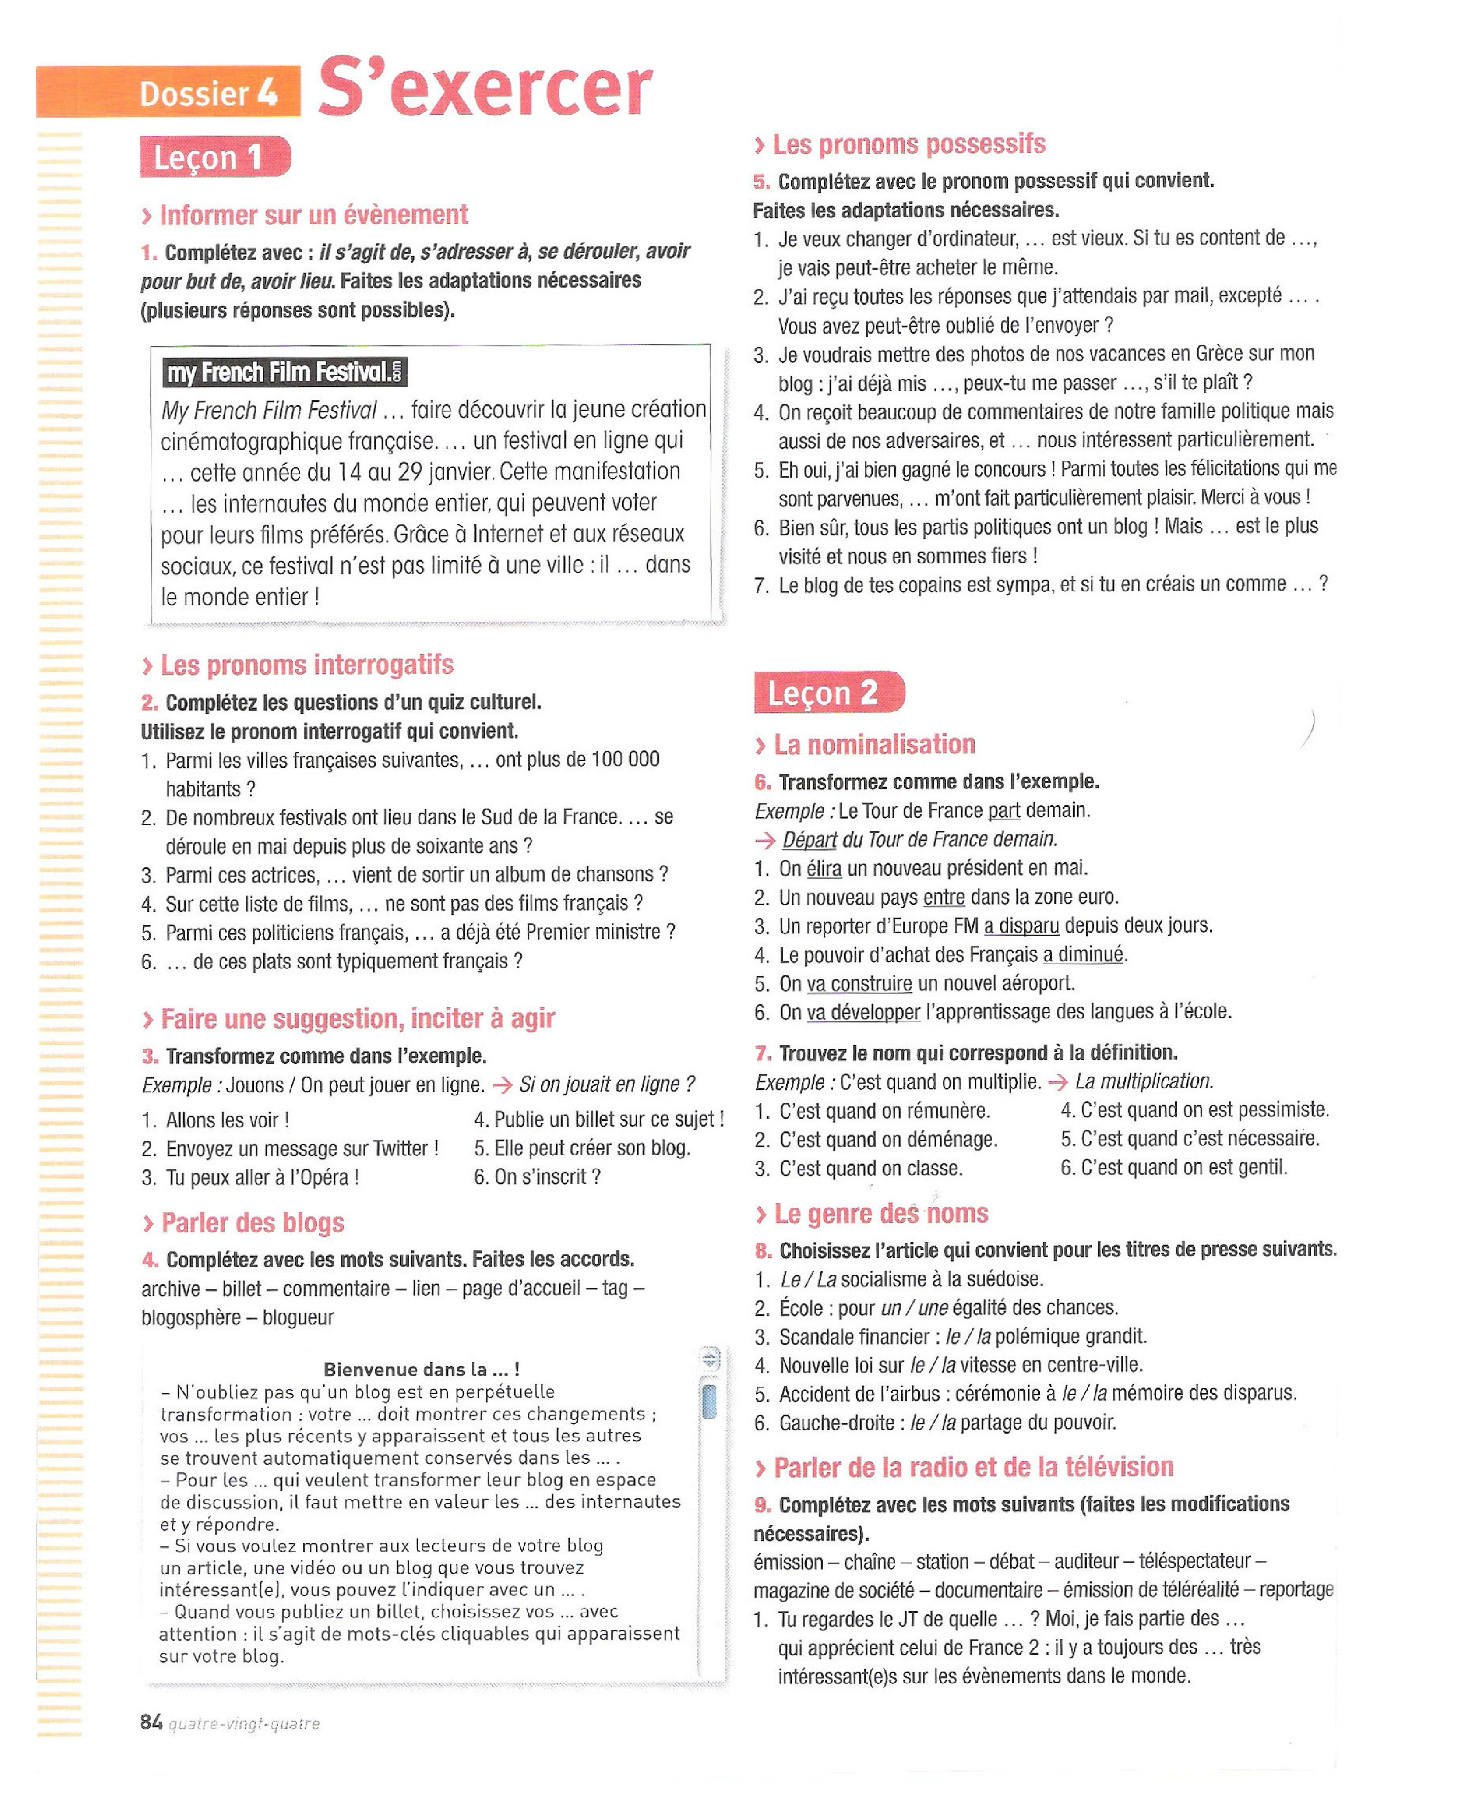 Dossier 4 S'exercer
Leçon 1
› Informer sur un évènement
1. Complétez avec : il s'agit de, s'adresser à, se dérouler, avoir
pour but de, avoir lieu. Faites les adaptations nécessaires
(plusieurs réponses sont possibles).
my French Film Festival.com
My French Film Festival ... faire découvrir la jeune création
cinématographique française. ... un festival en ligne qui
... cette année du 14 au 29 janvier. Cette manifestation
... les internautes du monde entier, qui peuvent voter
pour leurs films préférés. Grâce à Internet et aux réseaux
sociaux, ce festival n'est pas limité à une ville : il ... dans
le monde entier !
› Les pronoms interrogatifs
2. Complétez les questions d'un quiz culturel.
Utilisez le pronom interrogatif qui convient.
1. Parmi les villes françaises suivantes, ... ont plus de 100 000
habitants ?
2. De nombreux festivals ont lieu dans le Sud de la France. ... se
déroule en mai depuis plus de soixante ans ?
3. Parmi ces actrices, ... vient de sortir un album de chansons ?
4. Sur cette liste de films, ... ne sont pas des films français ?
5. Parmi ces politiciens français, ... a déjà été Premier ministre ?
6. ... de ces plats sont typiquement français ?
› Faire une suggestion, inciter à agir
3. Transformez comme dans l'exemple.
Exemple : Jouons / On peut jouer en ligne. → Si on jouait en ligne ?
1. Allons les voir !
2. Envoyez un message sur Twitter !
3. Tu peux aller à l'Opéra !
4. Publie un billet sur ce sujet !
5. Elle peut créer son blog.
6. On s'inscrit ?
› Parler des blogs
4. Complétez avec les mots suivants. Faites les accords.
archive – billet – commentaire – lien – page d'accueil – tag –
blogosphère – blogueur
Bienvenue dans la ... !
– N'oubliez pas qu'un blog est en perpétuelle
transformation : votre ... doit montrer ces changements ;
vos ... les plus récents y apparaissent et tous les autres
se trouvent automatiquement conservés dans les ... .
– Pour les ... qui veulent transformer leur blog en espace
de discussion, il faut mettre en valeur les ... des internautes
et y répondre.
– Si vous voulez montrer aux lecteurs de votre blog
un article, une vidéo ou un blog que vous trouvez
intéressant(e), vous pouvez l'indiquer avec un ... .
– Quand vous publiez un billet, choisissez vos ... avec
attention : il s'agit de mots-clés cliquables qui apparaissent
sur votre blog.
84 quatre-vingt-quatre
› Les pronoms possessifs
5. Complétez avec le pronom possessif qui convient.
Faites les adaptations nécessaires.
1. Je veux changer d'ordinateur, ... est vieux. Si tu es content de ...,
je vais peut-être acheter le même.
2. J'ai reçu toutes les réponses que j'attendais par mail, excepté ... .
Vous avez peut-être oublié de l'envoyer ?
3. Je voudrais mettre des photos de nos vacances en Grèce sur mon
blog : j'ai déjà mis ..., peux-tu me passer ..., s'il te plaît ?
4. On reçoit beaucoup de commentaires de notre famille politique mais
aussi de nos adversaires, et ... nous intéressent particulièrement.
5. Eh oui, j'ai bien gagné le concours ! Parmi toutes les félicitations qui me
sont parvenues, ... m'ont fait particulièrement plaisir. Merci à vous !
6. Bien sûr, tous les partis politiques ont un blog ! Mais ... est le plus
visité et nous en sommes fiers !
7. Le blog de tes copains est sympa, et si tu en créais un comme ... ?
Leçon 2
› La nominalisation
6. Transformez comme dans l'exemple.
Exemple : Le Tour de France part demain.
→ Départ du Tour de France demain.
1. On élira un nouveau président en mai.
2. Un nouveau pays entre dans la zone euro.
3. Un reporter d'Europe FM a disparu depuis deux jours.
4. Le pouvoir d'achat des Français a diminué.
5. On va construire un nouvel aéroport.
6. On va développer l'apprentissage des langues à l'école.
7. Trouvez le nom qui correspond à la définition.
Exemple : C'est quand on multiplie. → La multiplication.
1. C'est quand on rémunère.
2. C'est quand on déménage.
3. C'est quand on classe.
4. C'est quand on est pessimiste.
5. C'est quand c'est nécessaire.
6. C'est quand on est gentil.
› Le genre des noms
8. Choisissez l'article qui convient pour les titres de presse suivants.
1. Le / La socialisme à la suédoise.
2. École : pour un / une égalité des chances.
3. Scandale financier : le / la polémique grandit.
4. Nouvelle loi sur le / la vitesse en centre-ville.
5. Accident de l'airbus : cérémonie à le / la mémoire des disparus.
6. Gauche-droite : le / la partage du pouvoir.
› Parler de la radio et de la télévision
9. Complétez avec les mots suivants (faites les modifications
nécessaires).
émission – chaîne – station – débat – auditeur – téléspectateur –
magazine de société – documentaire – émission de téléréalité – reportage
1. Tu regardes le JT de quelle ... ? Moi, je fais partie des ...
qui apprécient celui de France 2 : il y a toujours des ... très
intéressant(e)s sur les évènements dans le monde.